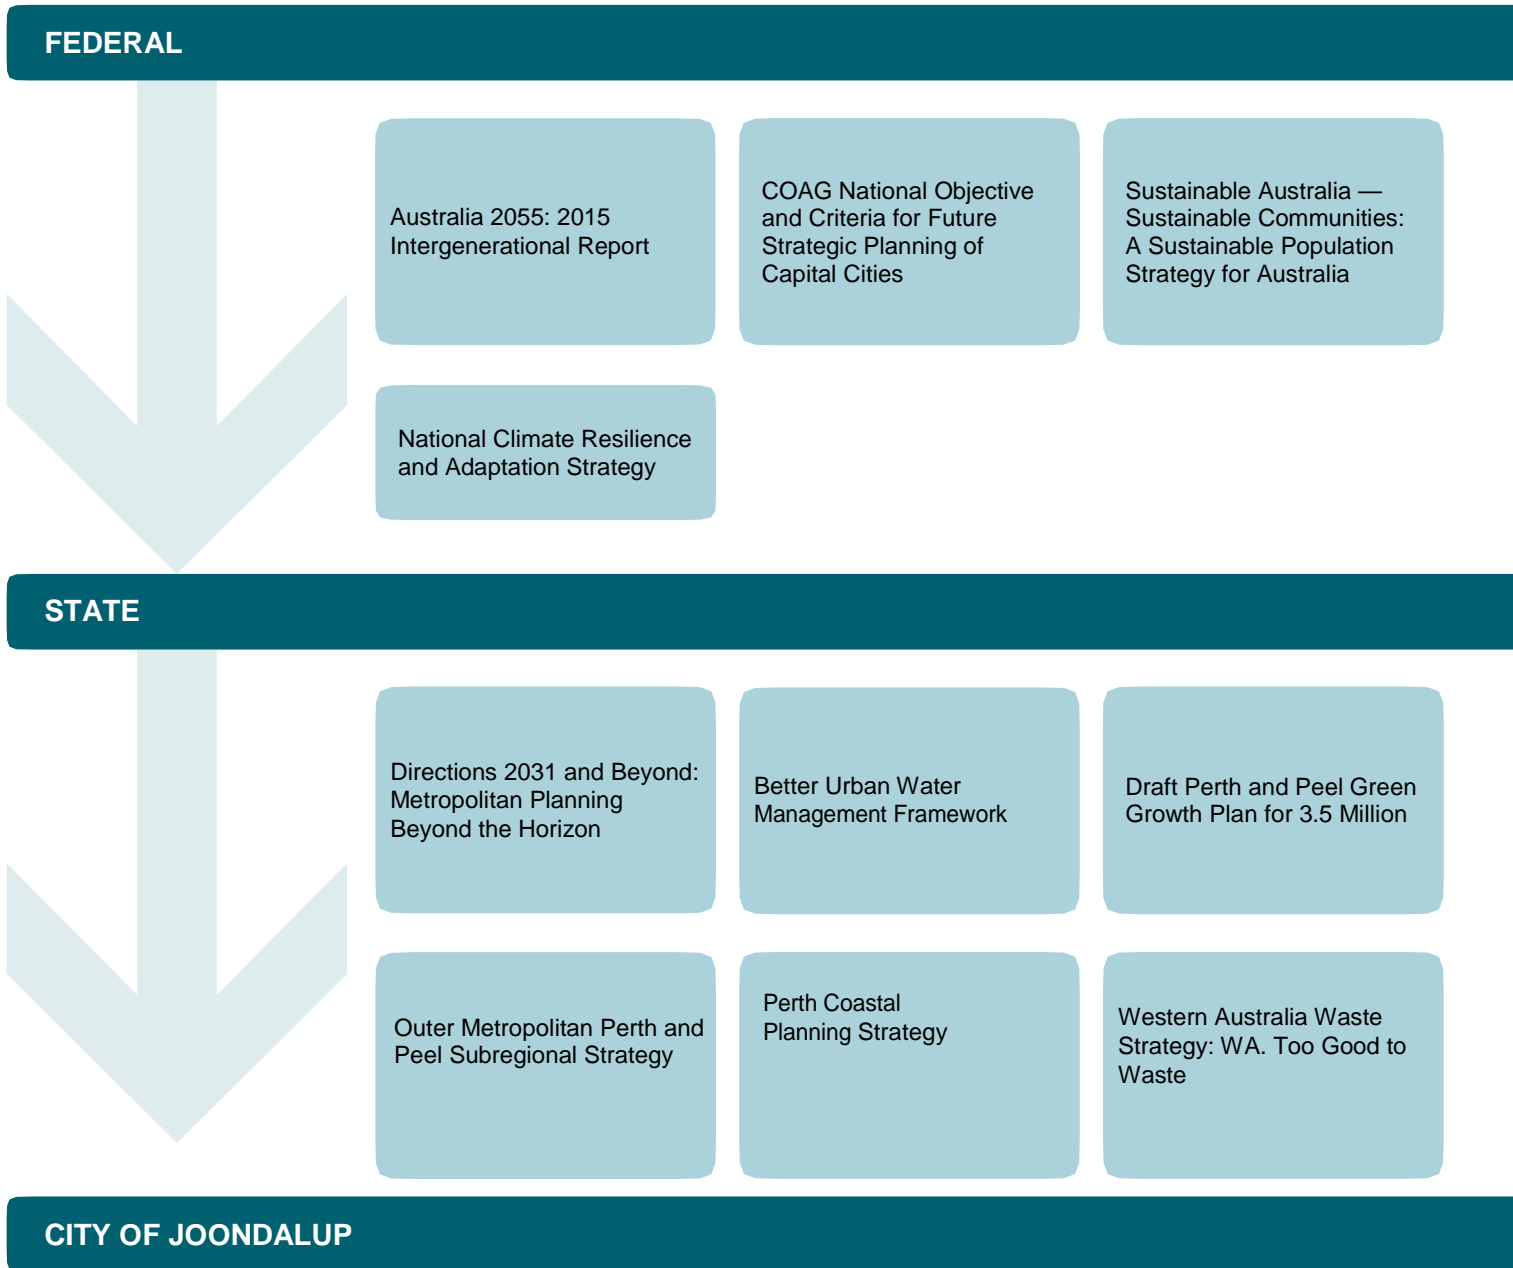 FEDERAL
Australia 2055: 2015
Intergenerational Report
COAG National Objective
and Criteria for Future
Strategic Planning of
Capital Cities
Sustainable Australia —
Sustainable Communities:
A Sustainable Population
Strategy for Australia
National Climate Resilience
and Adaptation Strategy
STATE
Directions 2031 and Beyond:
Metropolitan Planning
Beyond the Horizon
Better Urban Water
Management Framework
Draft Perth and Peel Green
Growth Plan for 3.5 Million
Outer Metropolitan Perth and
Peel Subregional Strategy
Perth Coastal
Planning Strategy
Western Australia Waste
Strategy: WA. Too Good to
Waste
CITY OF JOONDALUP